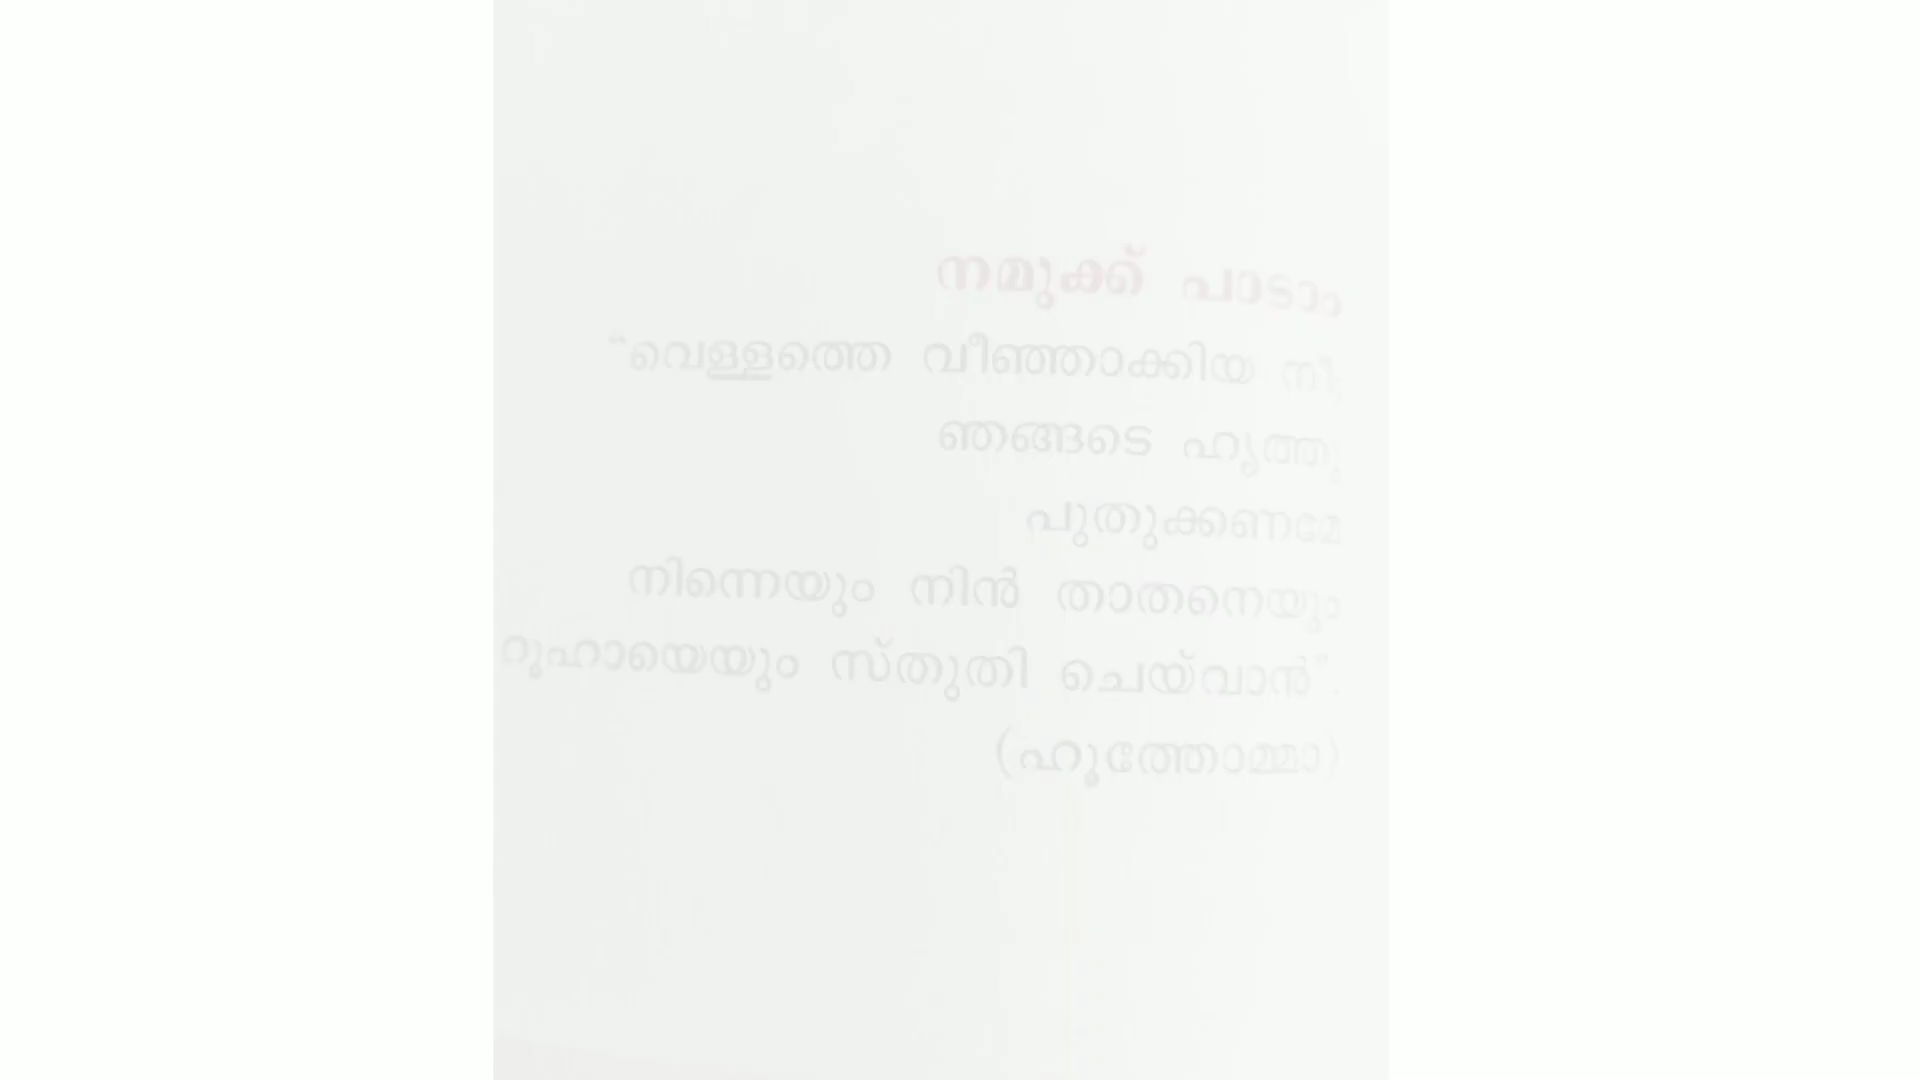 നമുക്ക് പാടാം
“വെള്ളത്തെ വീഞ്ഞാക്കിയ നീ
ഞങ്ങടെ ഹൃത്തു
പുതുക്കണമേ
നിന്നെയും നിൻ താതനെയും
റൂഹായെയും സ്തുതി ചെയ്‌വാൻ”.
(ഹൂത്തോമ്മാ)